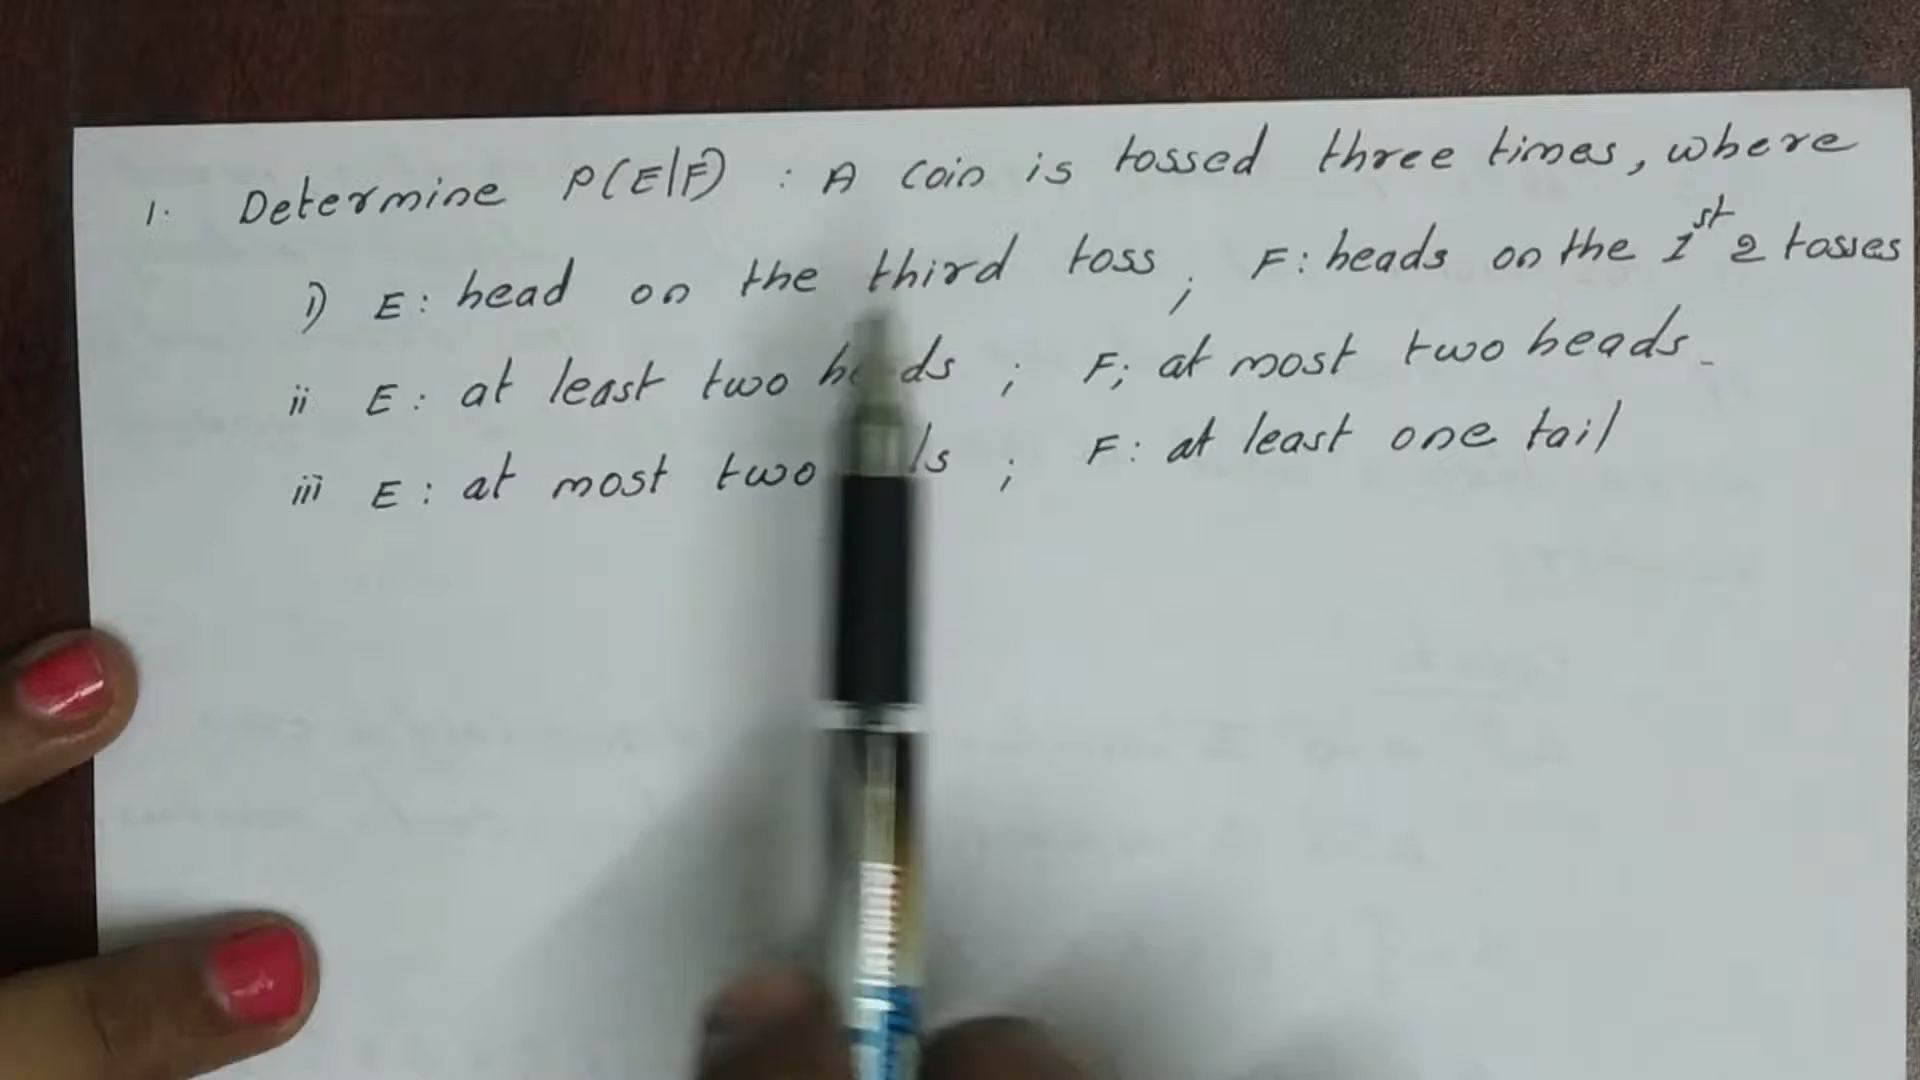 1. Determine P(E|F) : A coin is tossed three times, where
i) E: head on the third toss ; F: heads on the 1st 2 tosses
ii E: at least two heads ; F; at most two heads.
iii E: at most two ; F: at least one tail